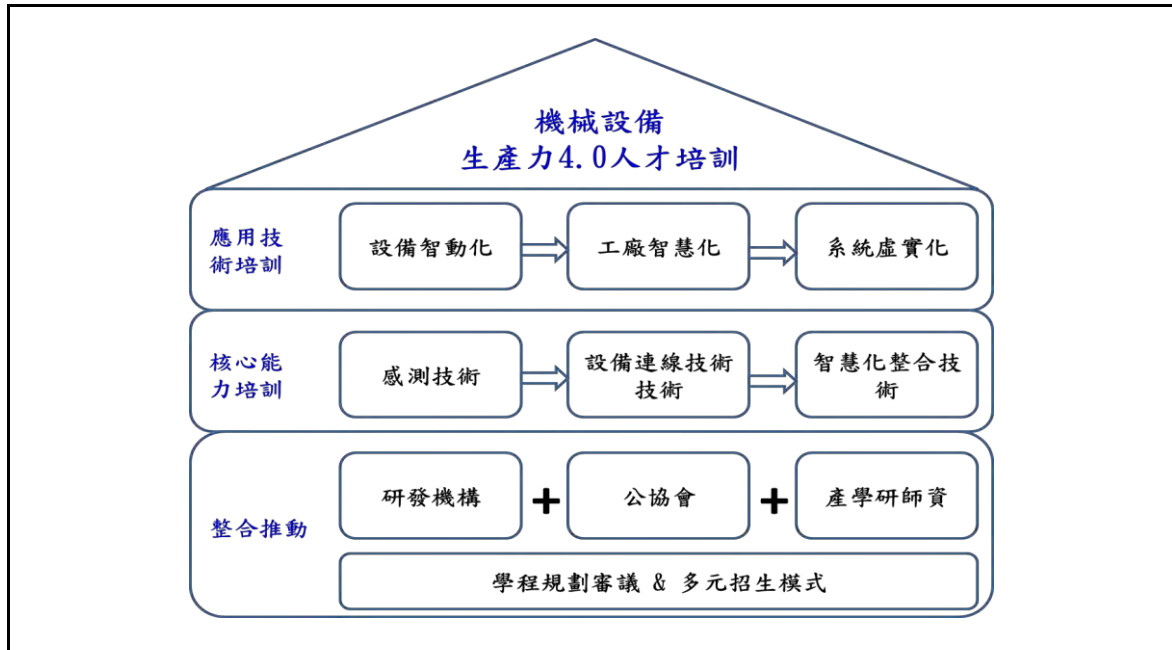 機械設備
生產力4.0人才培訓
應用技
術培訓
設備智動化
工廠智慧化
系統虛實化
核心能
力培訓
感測技術
設備連線技術
技術
智慧化整合技
術
整合推動
研發機構
+
公協會
+
產學研師資
學程規劃審議 & 多元招生模式